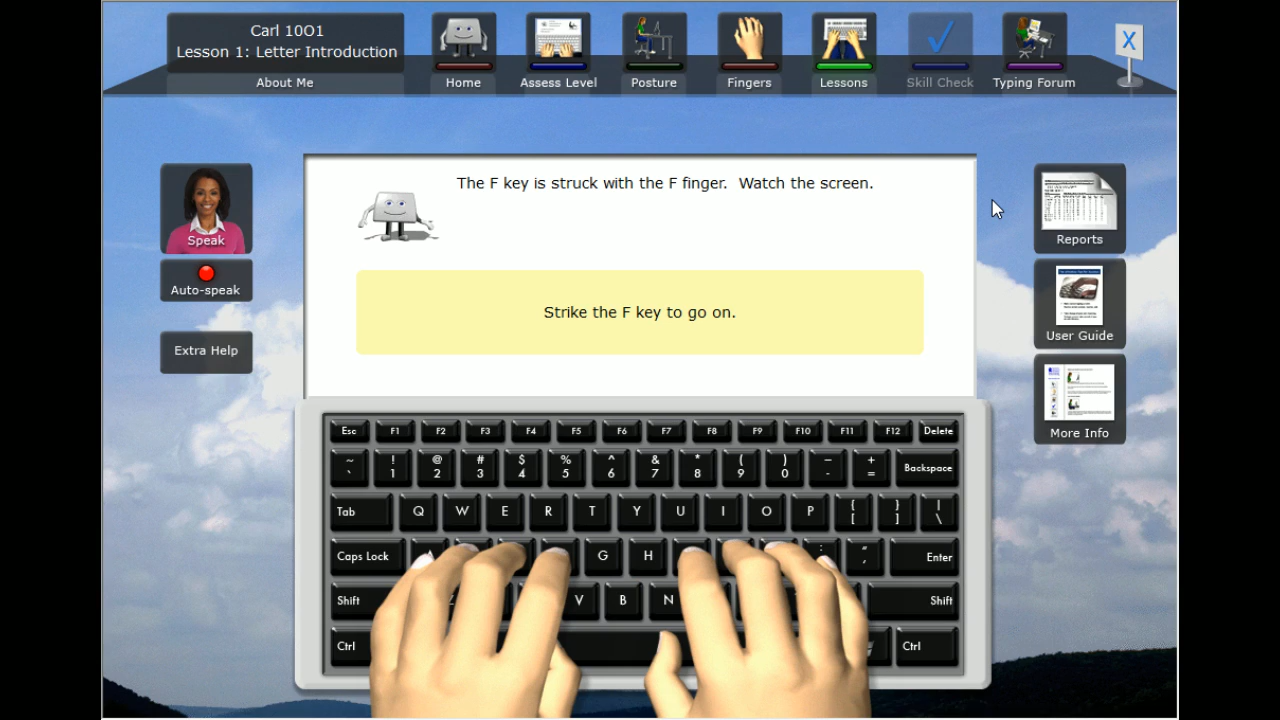 Carl 10O1
Lesson 1: Letter Introduction
About Me
Home
Assess Level
Posture
Fingers
Lessons
Skill Check
Typing Forum
X
Speak
Auto-speak
Extra Help
The F key is struck with the F finger.  Watch the screen.
Strike the F key to go on.
Reports
User Guide
More Info
Esc F1 F2 F3 F4 F5 F6 F7 F8 F9 F10 F11 F12 Delete
~ ! @ # $ % ^ & * ( ) — +
` 1 2 3 4 5 6 7 8 9 0 - = Backspace
Tab Q W E R T Y U I O P { [ } ] | \
Caps Lock G H : " , Enter
Shift Z V B N Shift
Ctrl Ctrl